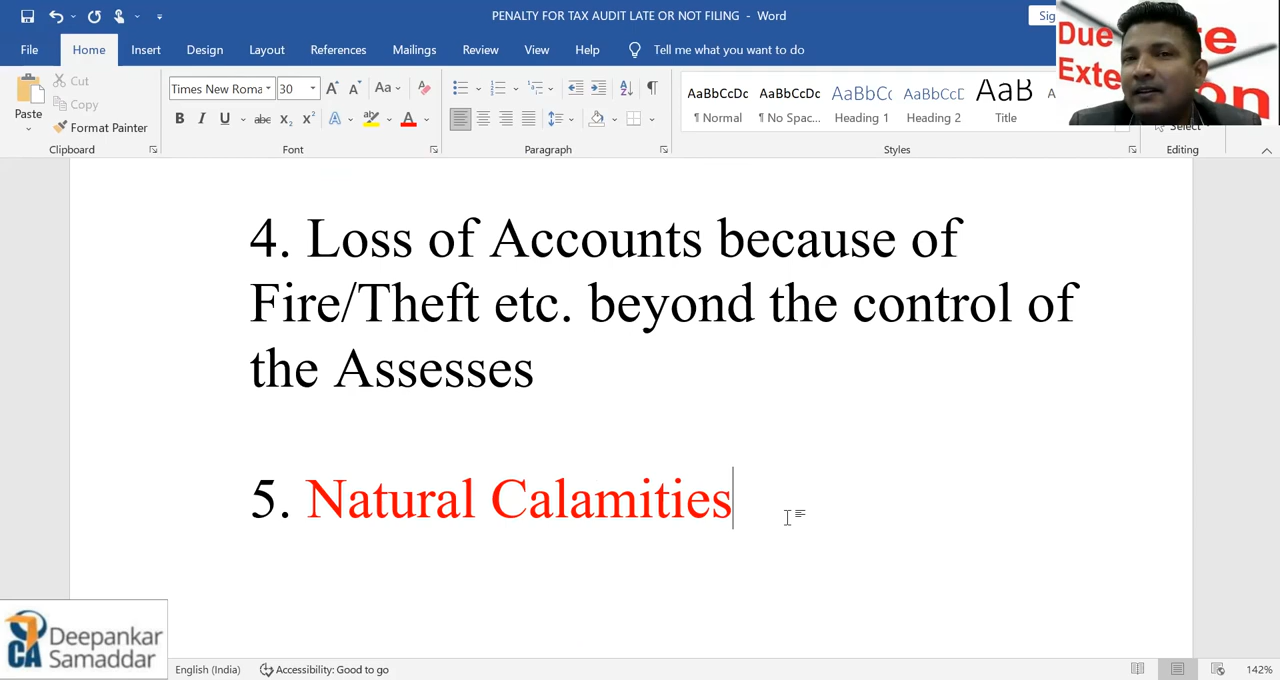 PENALTY FOR TAX AUDIT LATE OR NOT FILING - Word
File Home Insert Design Layout References Mailings Review View Help Tell me what you want to do
Cut
Copy
Paste
Format Painter
Clipboard
Times New Roma 30
Font
Paragraph
AaBbCcDc AaBbCcDc AaBbCc AaBbCcD AaB
¶ Normal ¶ No Spac... Heading 1 Heading 2 Title
Styles
Select
Editing
Due
Exte
4. Loss of Accounts because of
Fire/Theft etc. beyond the control of
the Assesses
5. Natural Calamities
CA Deepankar
Samaddar
English (India) Accessibility: Good to go 142%